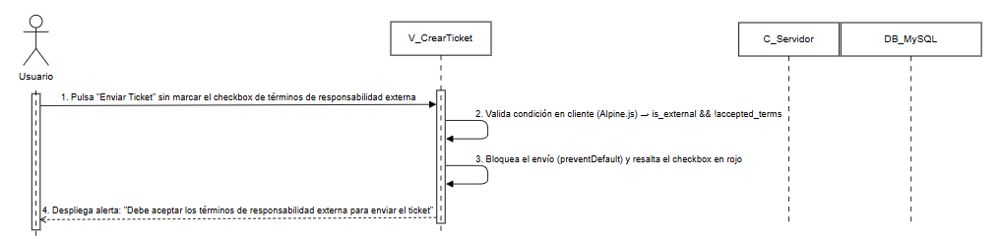 V_CrearTicket
C_Servidor
DB_MySQL
Usuario
1. Pulsa "Enviar Ticket" sin marcar el checkbox de términos de responsabilidad externa
2. Valida condición en cliente (Alpine.js) → is_external && !accepted_terms
3. Bloquea el envío (preventDefault) y resalta el checkbox en rojo
4. Despliega alerta: "Debe aceptar los términos de responsabilidad externa para enviar el ticket"